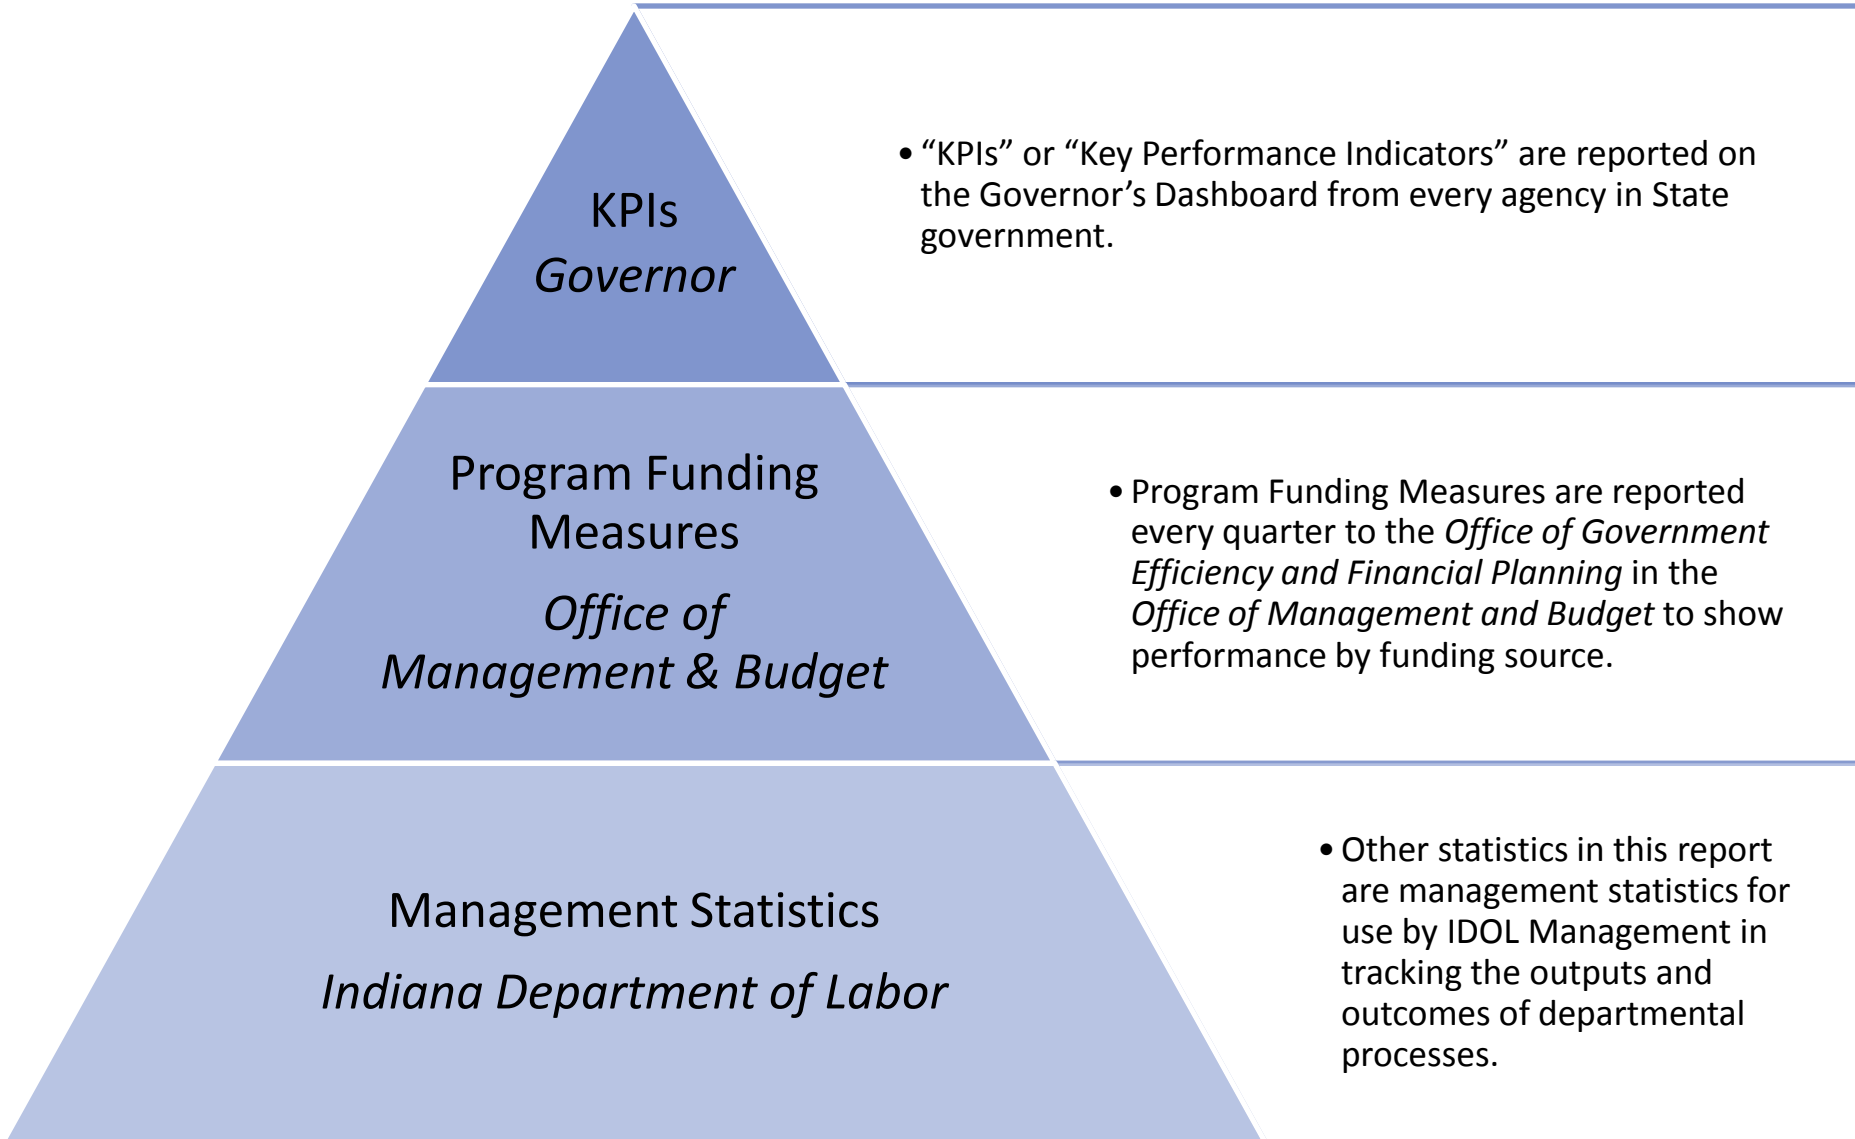 KPIs
Governor
• “KPIs” or “Key Performance Indicators” are reported on
the Governor’s Dashboard from every agency in State
government.
Program Funding
Measures
Office of
Management & Budget
• Program Funding Measures are reported
every quarter to the Office of Government
Efficiency and Financial Planning in the
Office of Management and Budget to show
performance by funding source.
Management Statistics
Indiana Department of Labor
• Other statistics in this report
are management statistics for
use by IDOL Management in
tracking the outputs and
outcomes of departmental
processes.